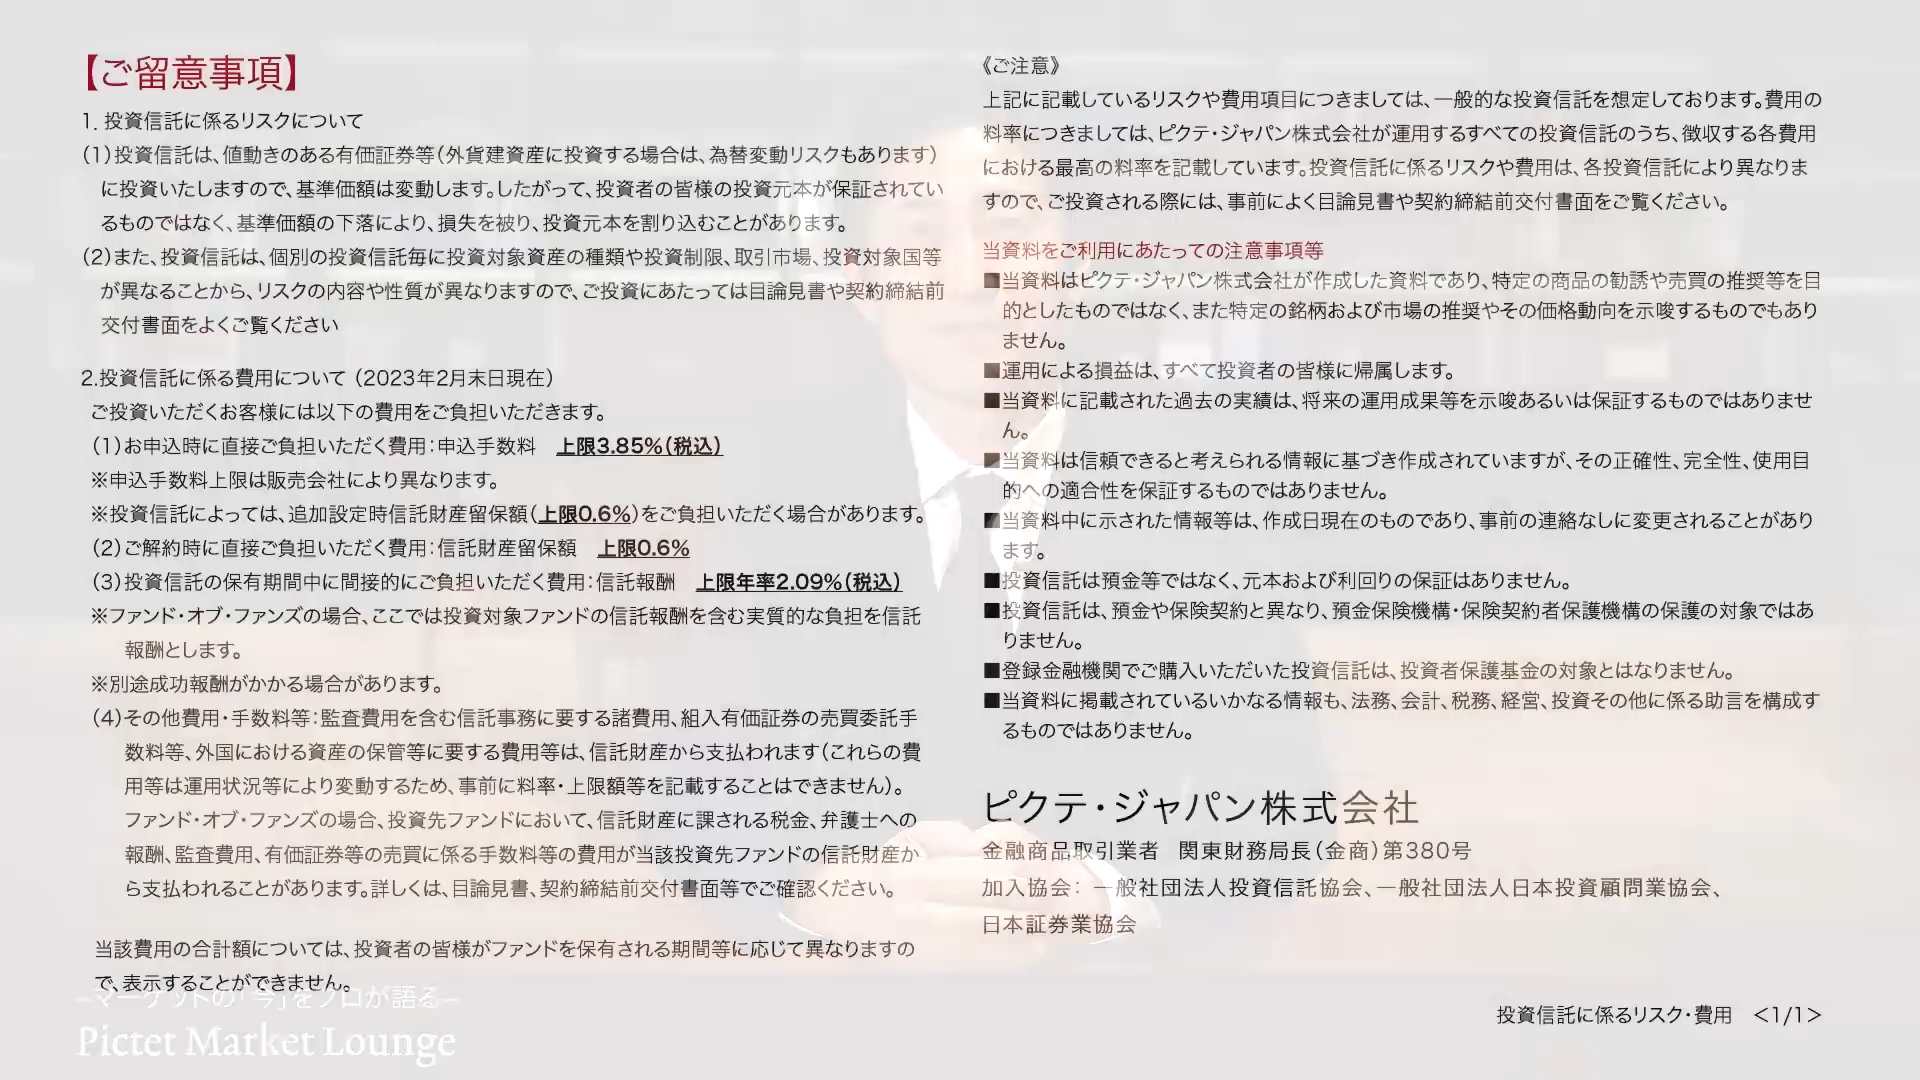 【ご留意事項】
1. 投資信託に係るリスクについて
(1)投資信託は、値動きのある有価証券等(外貨建資産に投資する場合は、為替変動リスクもあります)
に投資いたしますので、基準価額は変動します。したがって、投資者の皆様の投資元本が保証されてい
るものではなく、基準価額の下落により、損失を被り、投資元本を割り込むことがあります。
(2)また、投資信託は、個別の投資信託毎に投資対象資産の種類や投資制限、取引市場、投資対象国等
が異なることから、リスクの内容や性質が異なりますので、ご投資にあたっては目論見書や契約締結前
交付書面をよくご覧ください
2.投資信託に係る費用について（2023年2月末日現在）
ご投資いただくお客様には以下の費用をご負担いただきます。
(1)お申込時に直接ご負担いただく費用：申込手数料　上限3.85%(税込)
※申込手数料上限は販売会社により異なります。
※投資信託によっては、追加設定時信託財産留保額(上限0.6%)をご負担いただく場合があります。
(2)ご解約時に直接ご負担いただく費用：信託財産留保額　上限0.6%
(3)投資信託の保有期間中に間接的にご負担いただく費用：信託報酬　上限年率2.09%(税込)
※ファンド・オブ・ファンズの場合、ここでは投資対象ファンドの信託報酬を含む実質的な負担を信託
報酬とします。
※別途成功報酬がかかる場合があります。
(4)その他費用・手数料等：監査費用を含む信託事務に要する諸費用、組入有価証券の売買委託手
数料等、外国における資産の保管等に要する費用等は、信託財産から支払われます(これらの費
用等は運用状況等により変動するため、事前に料率・上限額等を記載することはできません)。
ファンド・オブ・ファンズの場合、投資先ファンドにおいて、信託財産に課される税金、弁護士への
報酬、監査費用、有価証券等の売買に係る手数料等の費用が当該投資先ファンドの信託財産か
ら支払われることがあります。詳しくは、目論見書、契約締結前交付書面等でご確認ください。
当該費用の合計額については、投資者の皆様がファンドを保有される期間等に応じて異なりますの
で、表示することができません。
–マーケットの「今」をプロが語る–
Pictet Market Lounge
《ご注意》
上記に記載しているリスクや費用項目につきましては、一般的な投資信託を想定しております。費用の
料率につきましては、ピクテ・ジャパン株式会社が運用するすべての投資信託のうち、徴収する各費用
における最高の料率を記載しています。投資信託に係るリスクや費用は、各投資信託により異なりま
すので、ご投資される際には、事前によく目論見書や契約締結前交付書面をご覧ください。
当資料をご利用にあたっての注意事項等
■当資料はピクテ・ジャパン株式会社が作成した資料であり、特定の商品の勧誘や売買の推奨等を目
的としたものではなく、また特定の銘柄および市場の推奨やその価格動向を示唆するものでもあり
ません。
■運用による損益は、すべて投資者の皆様に帰属します。
■当資料に記載された過去の実績は、将来の運用成果等を示唆あるいは保証するものではありませ
ん。
■当資料は信頼できると考えられる情報に基づき作成されていますが、その正確性、完全性、使用目
的への適合性を保証するものではありません。
■当資料中に示された情報等は、作成日現在のものであり、事前の連絡なしに変更されることがあり
ます。
■投資信託は預金等ではなく、元本および利回りの保証はありません。
■投資信託は、預金や保険契約と異なり、預金保険機構・保険契約者保護機構の保護の対象ではあ
りません。
■登録金融機関でご購入いただいた投資信託は、投資者保護基金の対象とはなりません。
■当資料に掲載されているいかなる情報も、法務、会計、税務、経営、投資その他に係る助言を構成す
るものではありません。
ピクテ・ジャパン株式会社
金融商品取引業者　関東財務局長(金商)第380号
加入協会：一般社団法人投資信託協会、一般社団法人日本投資顧問業協会、
日本証券業協会
投資信託に係るリスク・費用　＜1/1＞